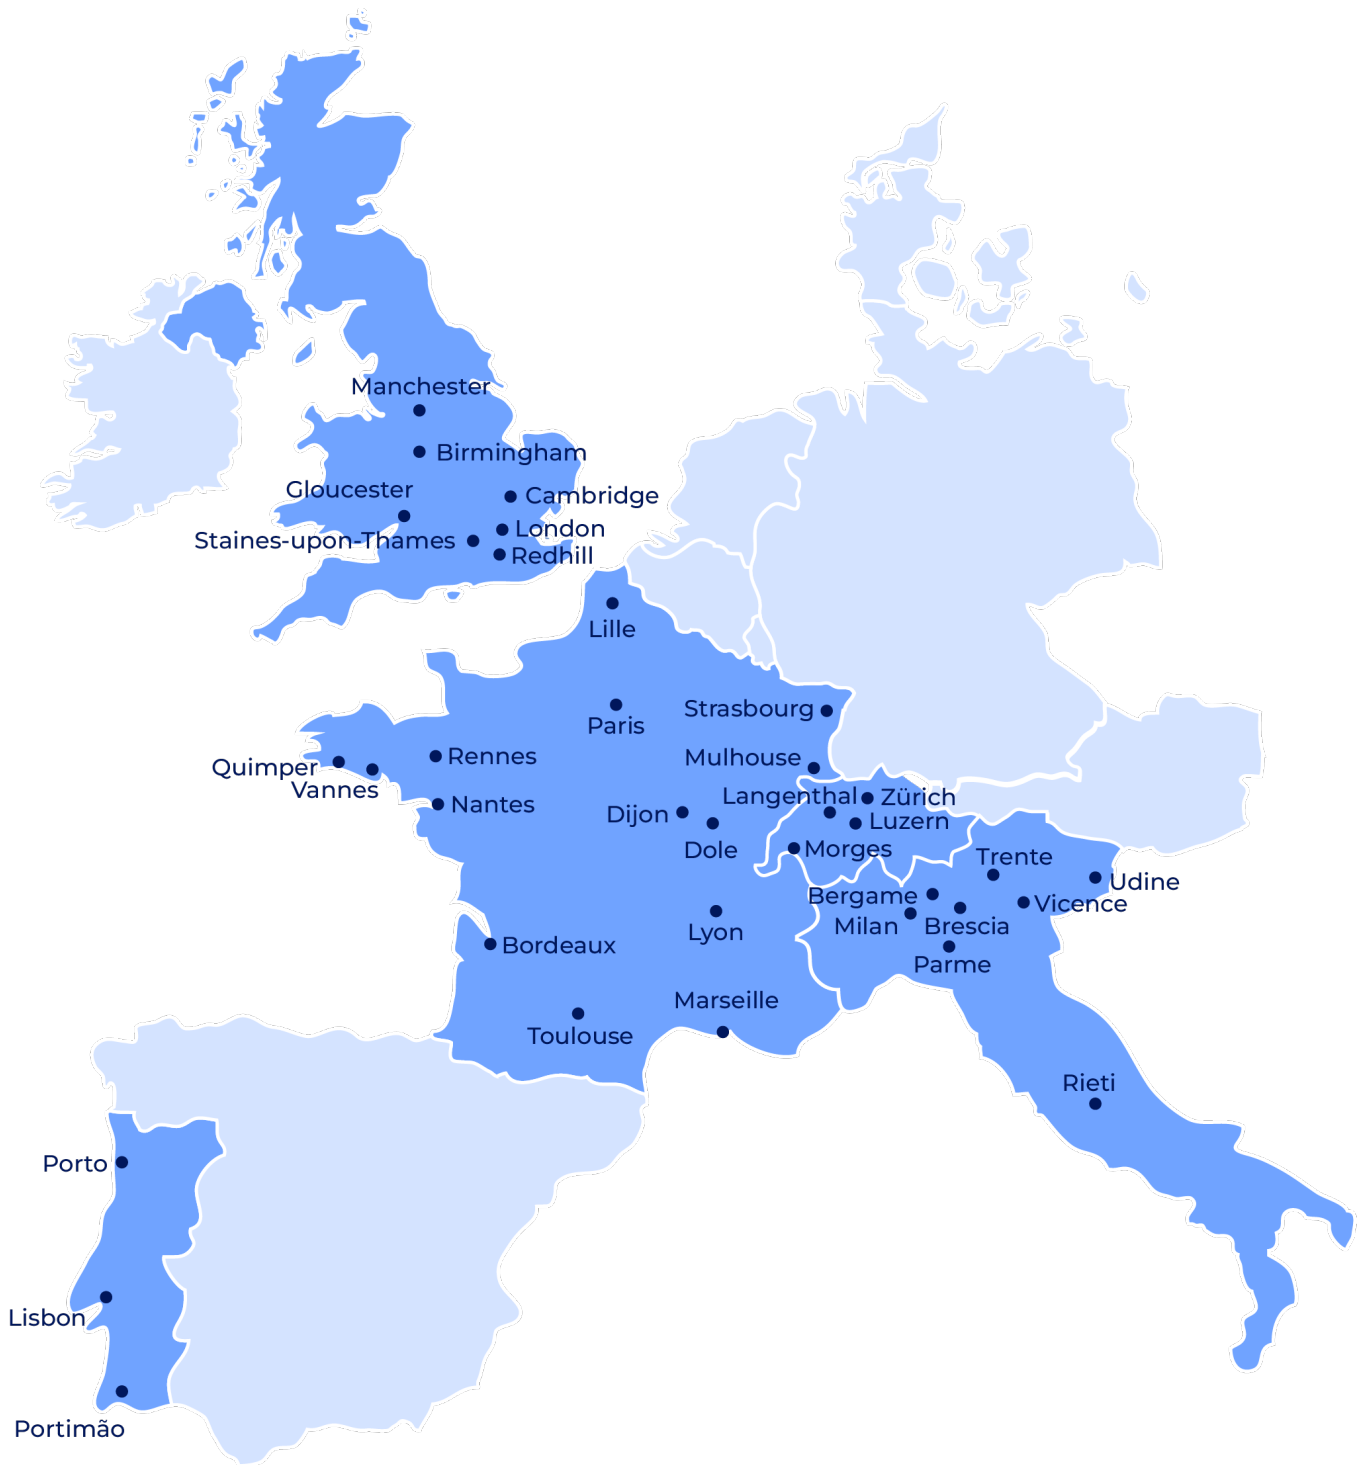 Manchester
Birmingham
Gloucester
Cambridge
London
Staines-upon-Thames
Redhill
Lille
Strasbourg
Paris
Rennes
Mulhouse
Quimper
Vannes
Langenthal
Zürich
Nantes
Dijon
Luzern
Dole
Morges
Trente
Udine
Bergame
Vicence
Milan
Brescia
Lyon
Bordeaux
Parme
Marseille
Toulouse
Rieti
Porto
Lisbon
Portimão